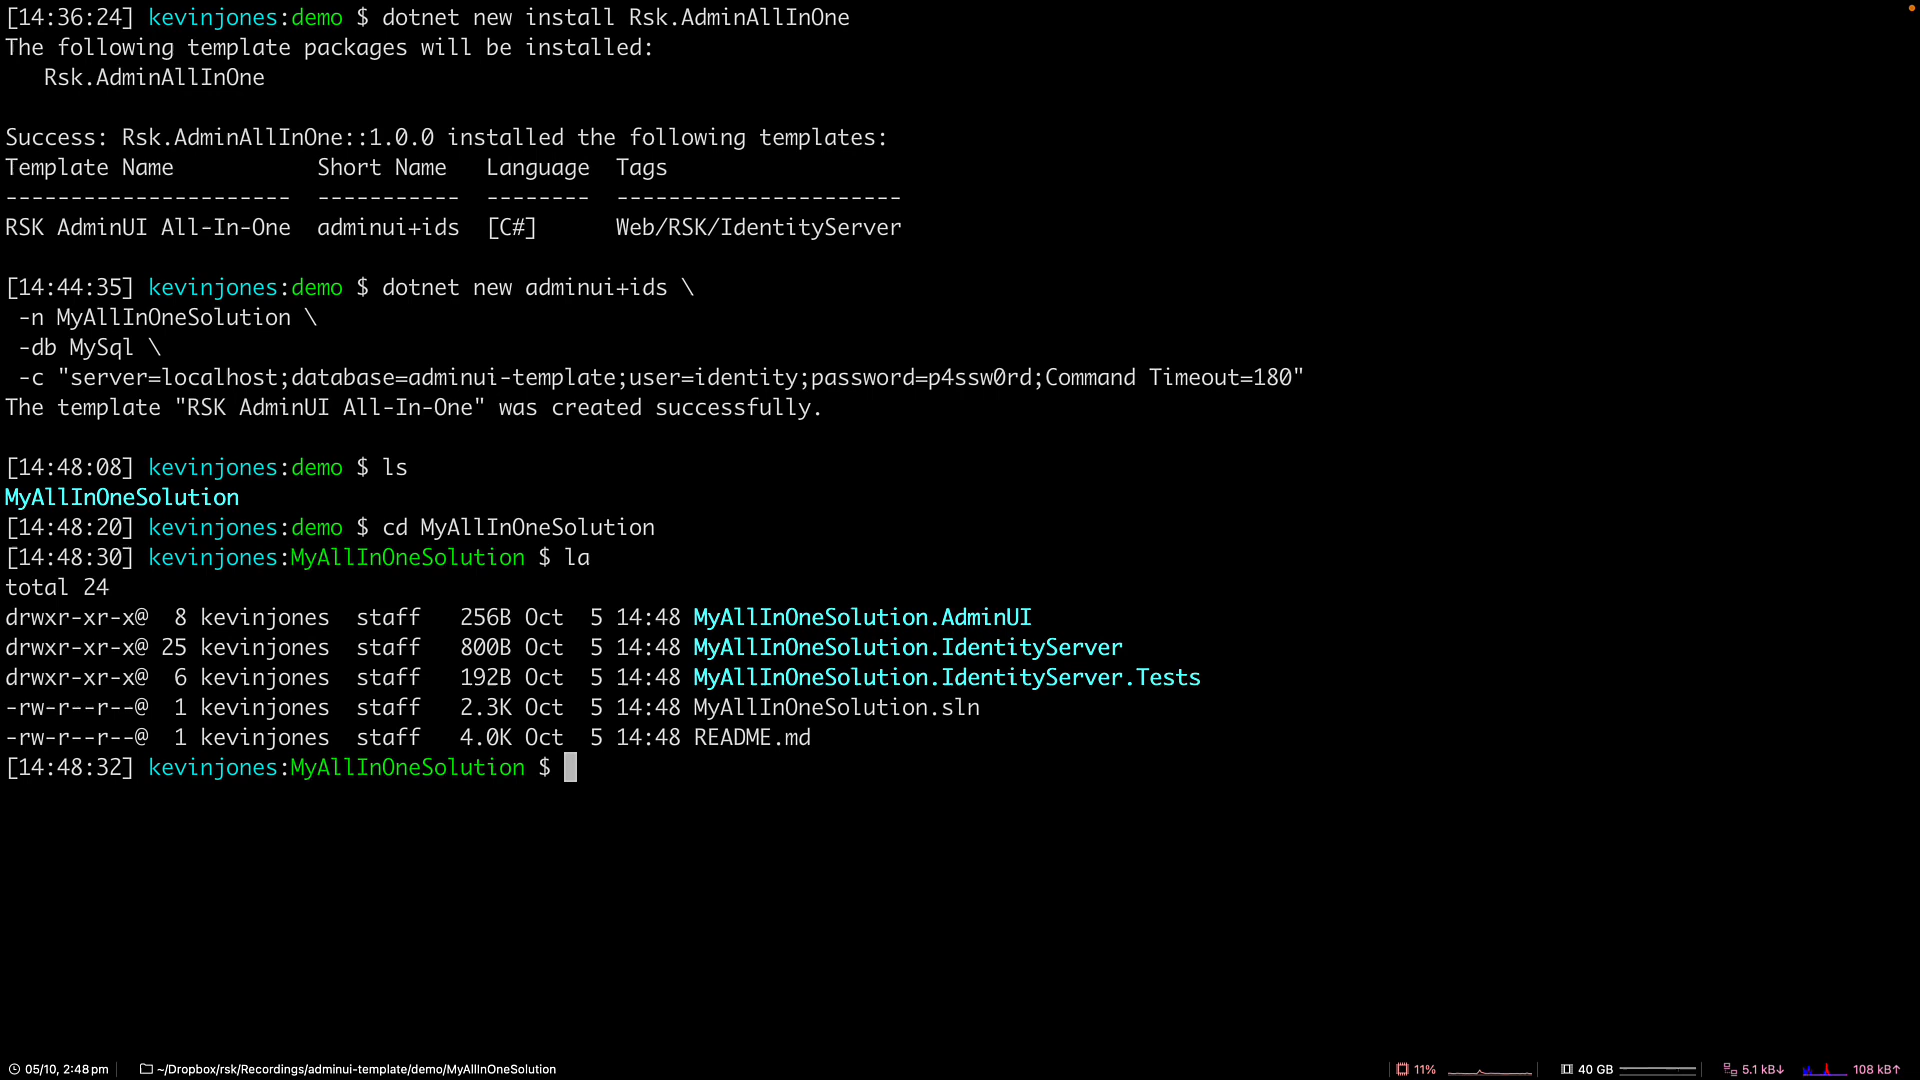 [14:36:24] kevinjones:demo $ dotnet new install Rsk.AdminAllInOne
The following template packages will be installed:
   Rsk.AdminAllInOne

Success: Rsk.AdminAllInOne::1.0.0 installed the following templates:
Template Name           Short Name   Language  Tags
----------------------  -----------  --------  ----------------------
RSK AdminUI All-In-One  adminui+ids  [C#]      Web/RSK/IdentityServer

[14:44:35] kevinjones:demo $ dotnet new adminui+ids \
 -n MyAllInOneSolution \
 -db MySql \
 -c "server=localhost;database=adminui-template;user=identity;password=p4ssw0rd;Command Timeout=180"
The template "RSK AdminUI All-In-One" was created successfully.

[14:48:08] kevinjones:demo $ ls
MyAllInOneSolution
[14:48:20] kevinjones:demo $ cd MyAllInOneSolution
[14:48:30] kevinjones:MyAllInOneSolution $ la
total 24
drwxr-xr-x@  8 kevinjones  staff   256B Oct  5 14:48 MyAllInOneSolution.AdminUI
drwxr-xr-x@ 25 kevinjones  staff   800B Oct  5 14:48 MyAllInOneSolution.IdentityServer
drwxr-xr-x@  6 kevinjones  staff   192B Oct  5 14:48 MyAllInOneSolution.IdentityServer.Tests
-rw-r--r--@  1 kevinjones  staff   2.3K Oct  5 14:48 MyAllInOneSolution.sln
-rw-r--r--@  1 kevinjones  staff   4.0K Oct  5 14:48 README.md
[14:48:32] kevinjones:MyAllInOneSolution $
05/10, 2:48 pm ~/Dropbox/rsk/Recordings/adminui-template/demo/MyAllInOneSolution 11% 40 GB 5.1 kB↓ 108 kB↑